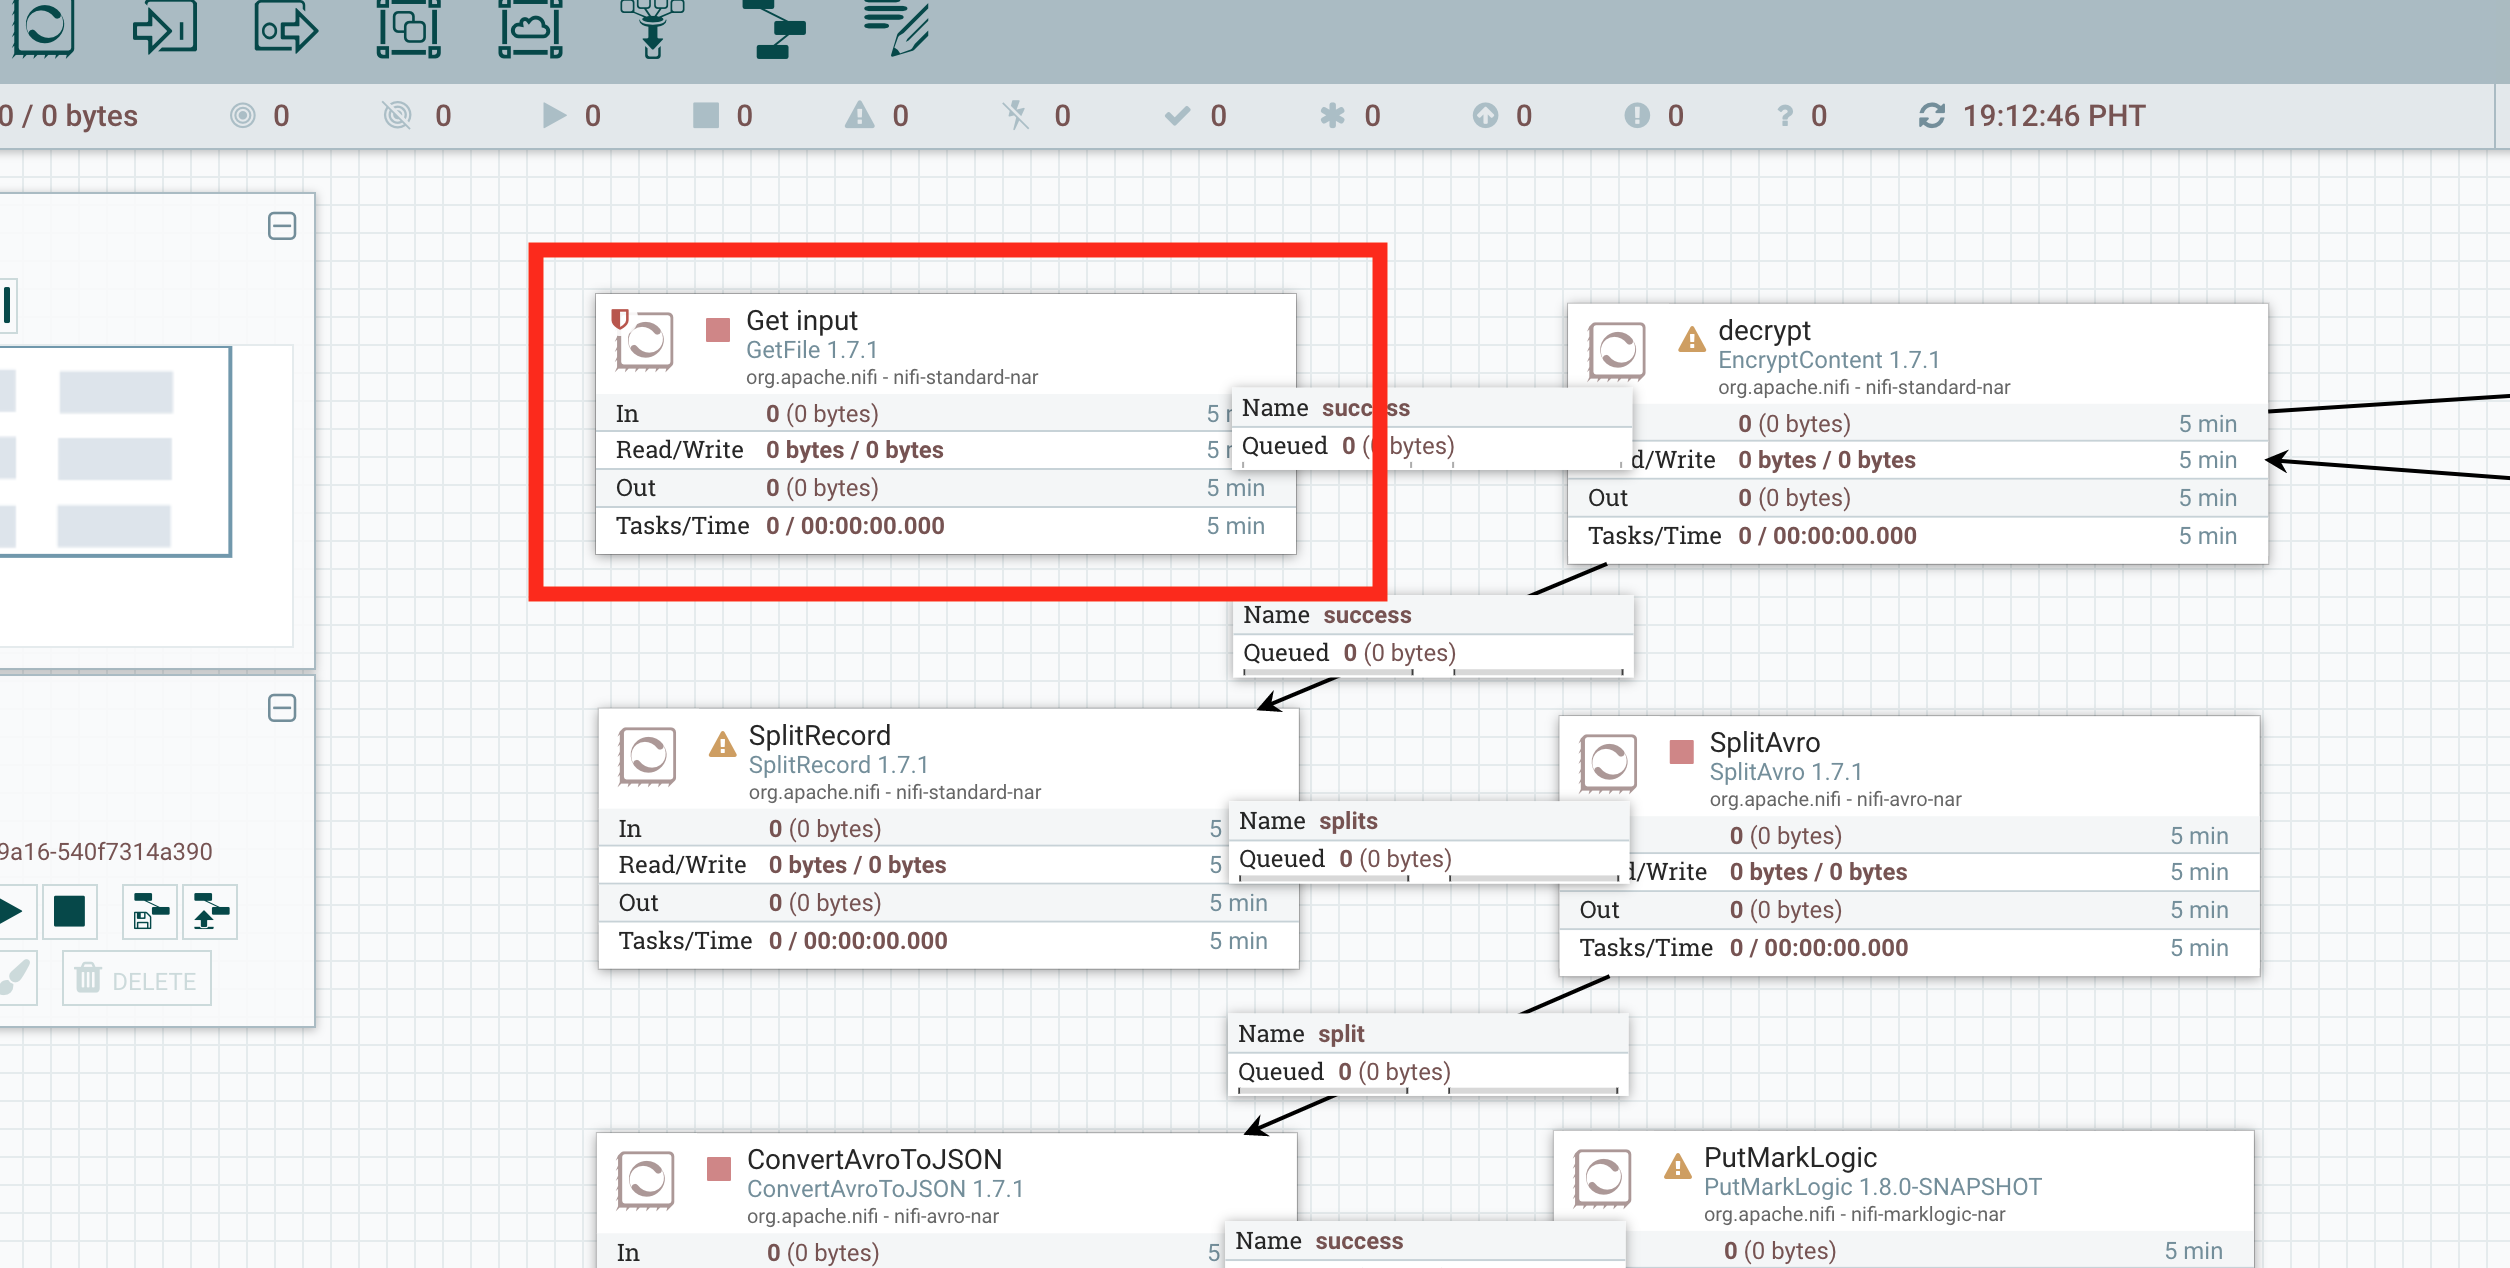 0 / 0 bytes 0 0 0 0 0 0 0 0 0 0 ? 0 19:12:46 PHT
Get input
GetFile 1.7.1
org.apache.nifi - nifi-standard-nar
In 0 (0 bytes) 5
Read/Write 0 bytes / 0 bytes 5
Out 0 (0 bytes) 5 min
Tasks/Time 0 / 00:00:00.000 5 min
Name success
Queued 0 (0 bytes)
decrypt
EncryptContent 1.7.1
org.apache.nifi - nifi-standard-nar
0 (0 bytes) 5 min
d/Write 0 bytes / 0 bytes 5 min
Out 0 (0 bytes) 5 min
Tasks/Time 0 / 00:00:00.000 5 min
Name success
Queued 0 (0 bytes)
SplitRecord
SplitRecord 1.7.1
org.apache.nifi - nifi-standard-nar
In 0 (0 bytes) 5
Read/Write 0 bytes / 0 bytes 5
Out 0 (0 bytes) 5 min
Tasks/Time 0 / 00:00:00.000 5 min
Name splits
Queued 0 (0 bytes)
SplitAvro
SplitAvro 1.7.1
org.apache.nifi - nifi-avro-nar
0 (0 bytes) 5 min
d/Write 0 bytes / 0 bytes 5 min
Out 0 (0 bytes) 5 min
Tasks/Time 0 / 00:00:00.000 5 min
9a16-540f7314a390
DELETE
Name split
Queued 0 (0 bytes)
ConvertAvroToJSON
ConvertAvroToJSON 1.7.1
org.apache.nifi - nifi-avro-nar
In 0 (0 bytes) 5
Name success
PutMarkLogic
PutMarkLogic 1.8.0-SNAPSHOT
org.apache.nifi - nifi-marklogic-nar
0 (0 bytes) 5 min